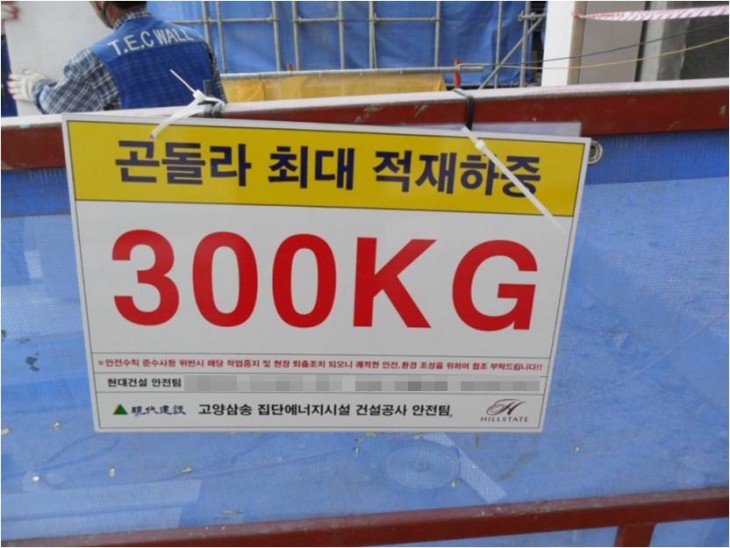 T.E.C WALL
곤돌라 최대 적재하중
300KG
※안전수칙 준수사항 위반시 해당 작업중지 및 현장 퇴출조치 되오니 쾌적한 안전,환경 조성을 위하여 협조 부탁드립니다!!
현대건설 안전팀
現代建設 고양삼송 집단에너지시설 건설공사 안전팀
H
HILLSTATE